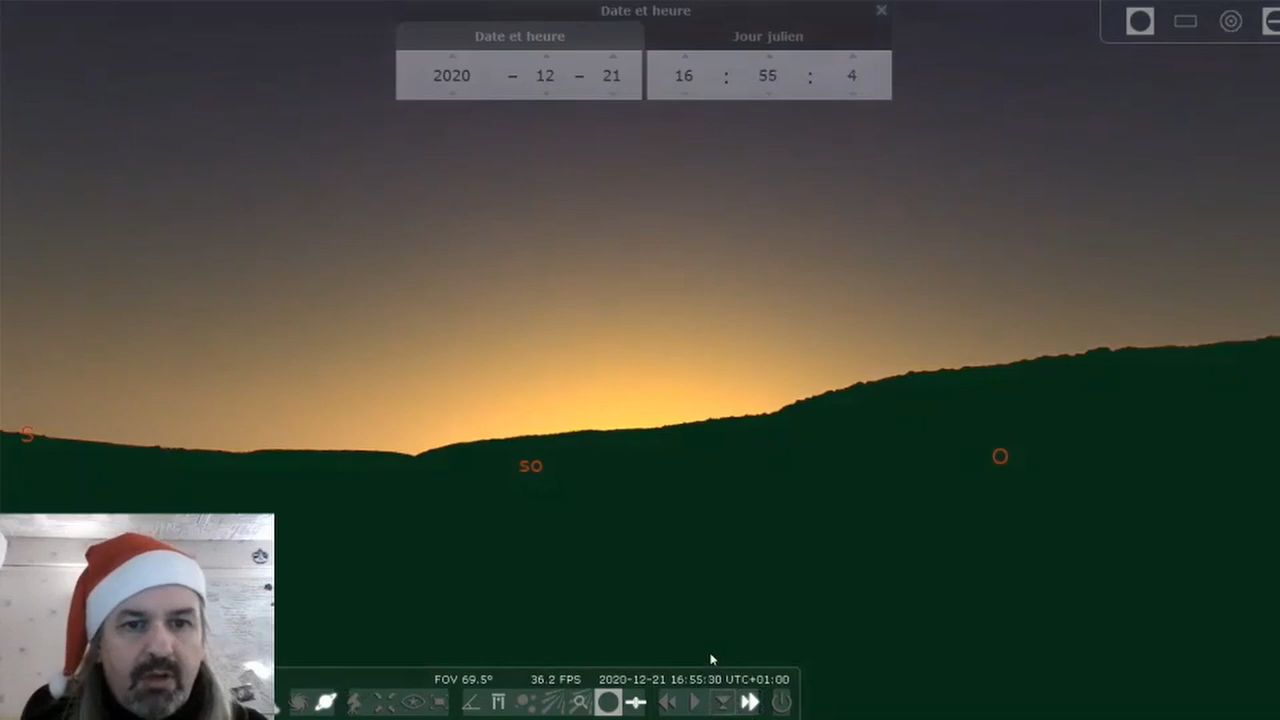 Date et heure
Date et heure
Jour julien
2020 - 12 - 21
16 : 55 : 4
S
SO
O
FOV 69.5°
36.2 FPS
2020-12-21 16:55:30 UTC+01:00